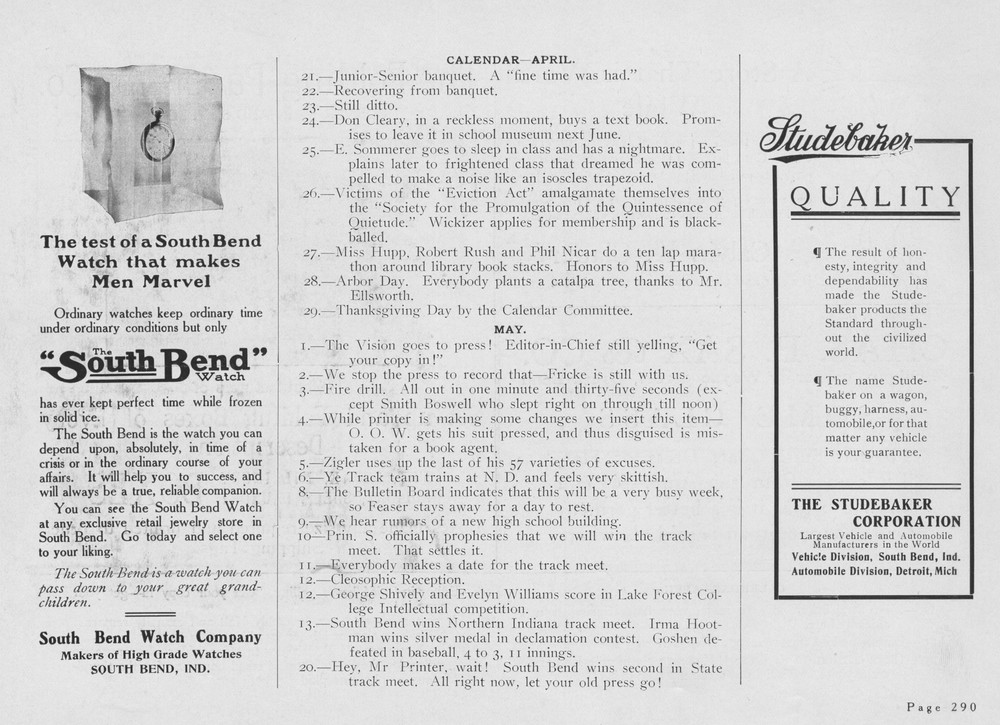 The test of a South Bend
Watch that makes
Men Marvel
Ordinary watches keep ordinary time
under ordinary conditions but only
"The South Bend"
Watch
has ever kept perfect time while frozen
in solid ice.
The South Bend is the watch you can
depend upon, absolutely, in time of a
crisis or in the ordinary course of your
affairs. It will help you to success, and
will always be a true, reliable companion.
You can see the South Bend Watch
at any exclusive retail jewelry store in
South Bend. Go today and select one
to your liking.
The South Bend is a watch you can
pass down to your great grand-
children.
South Bend Watch Company
Makers of High Grade Watches
SOUTH BEND, IND.
CALENDAR—APRIL.
21.—Junior-Senior banquet. A "fine time was had."
22.—Recovering from banquet.
23.—Still ditto.
24.—Don Cleary, in a reckless moment, buys a text book. Prom-
ises to leave it in school museum next June.
25.—E. Sommerer goes to sleep in class and has a nightmare. Ex-
plains later to frightened class that dreamed he was com-
pelled to make a noise like an isoscles trapezoid.
26.—Victims of the "Eviction Act" amalgamate themselves into
the "Society for the Promulgation of the Quintessence of
Quietude." Wickizer applies for membership and is black-
balled.
27.—Miss Hupp, Robert Rush and Phil Nicar do a ten lap mara-
thon around library book stacks. Honors to Miss Hupp.
28.—Arbor Day. Everybody plants a catalpa tree, thanks to Mr.
Ellsworth.
29.—Thanksgiving Day by the Calendar Committee.
MAY.
1.—The Vision goes to press! Editor-in-Chief still yelling, "Get
your copy in!"
2.—We stop the press to record that—Fricke is still with us.
3.—Fire drill. All out in one minute and thirty-five seconds (ex-
cept Smith Boswell who slept right on through till noon)
4.—While printer is making some changes we insert this item—
O. O. W. gets his suit pressed, and thus disguised is mis-
taken for a book agent.
5.—Zigler uses up the last of his 57 varieties of excuses.
6.—Ye Track team trains at N. D. and feels very skittish.
8.—The Bulletin Board indicates that this will be a very busy week,
so Feaser stays away for a day to rest.
9.—We hear rumors of a new high school building.
10—Prin. S. officially prophesies that we will win the track
meet. That settles it.
11.—Everybody makes a date for the track meet.
12.—Cleosophic Reception.
12.—George Shively and Evelyn Williams score in Lake Forest Col-
lege Intellectual competition.
13.—South Bend wins Northern Indiana track meet. Irma Hoot-
man wins silver medal in declamation contest. Goshen de-
feated in baseball, 4 to 3, 11 innings.
20.—Hey, Mr Printer, wait! South Bend wins second in State
track meet. All right now, let your old press go!
Studebaker
QUALITY
¶ The result of hon-
esty, integrity and
dependability has
made the Stude-
baker products the
Standard through-
out the civilized
world.
¶ The name Stude-
baker on a wagon,
buggy, harness, au-
tomobile, or for that
matter any vehicle
is your guarantee.
THE STUDEBAKER
CORPORATION
Largest Vehicle and Automobile
Manufacturers in the World
Vehicle Division, South Bend, Ind.
Automobile Division, Detroit, Mich
Page 290